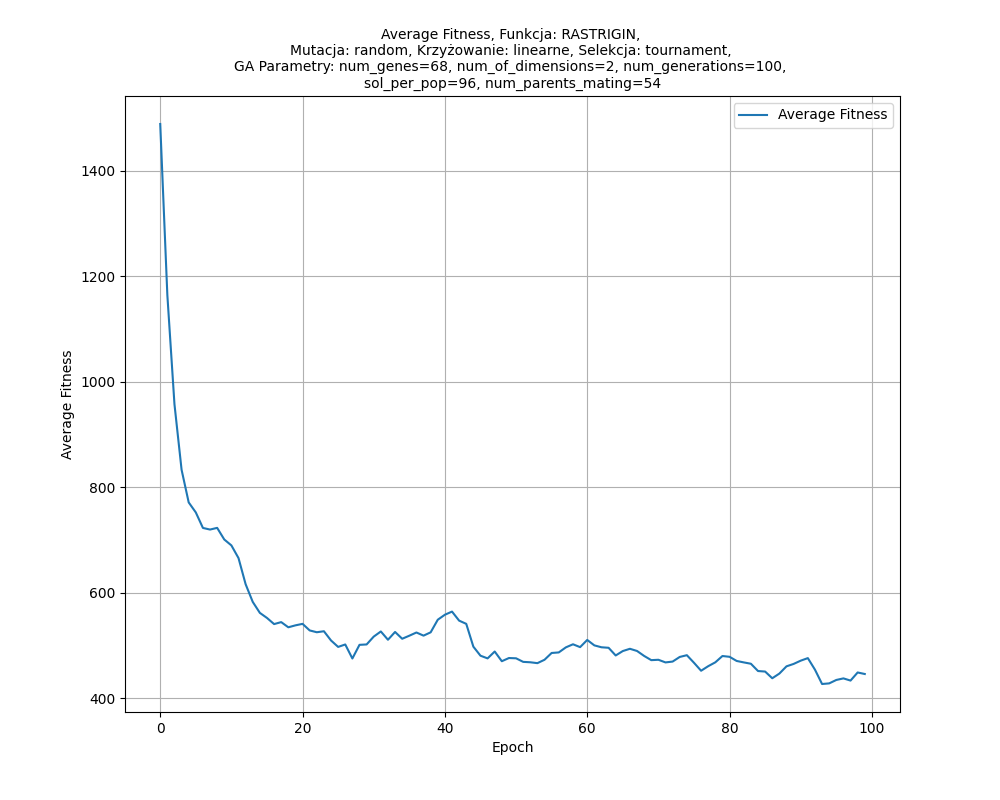 Average Fitness, Funkcja: RASTRIGIN,
Mutacja: random, Krzyżowanie: linearne, Selekcja: tournament,
GA Parametry: num_genes=68, num_of_dimensions=2, num_generations=100,
sol_per_pop=96, num_parents_mating=54
Average Fitness
1400
1200
1000
800
600
400
Average Fitness
0 20 40 60 80 100
Epoch